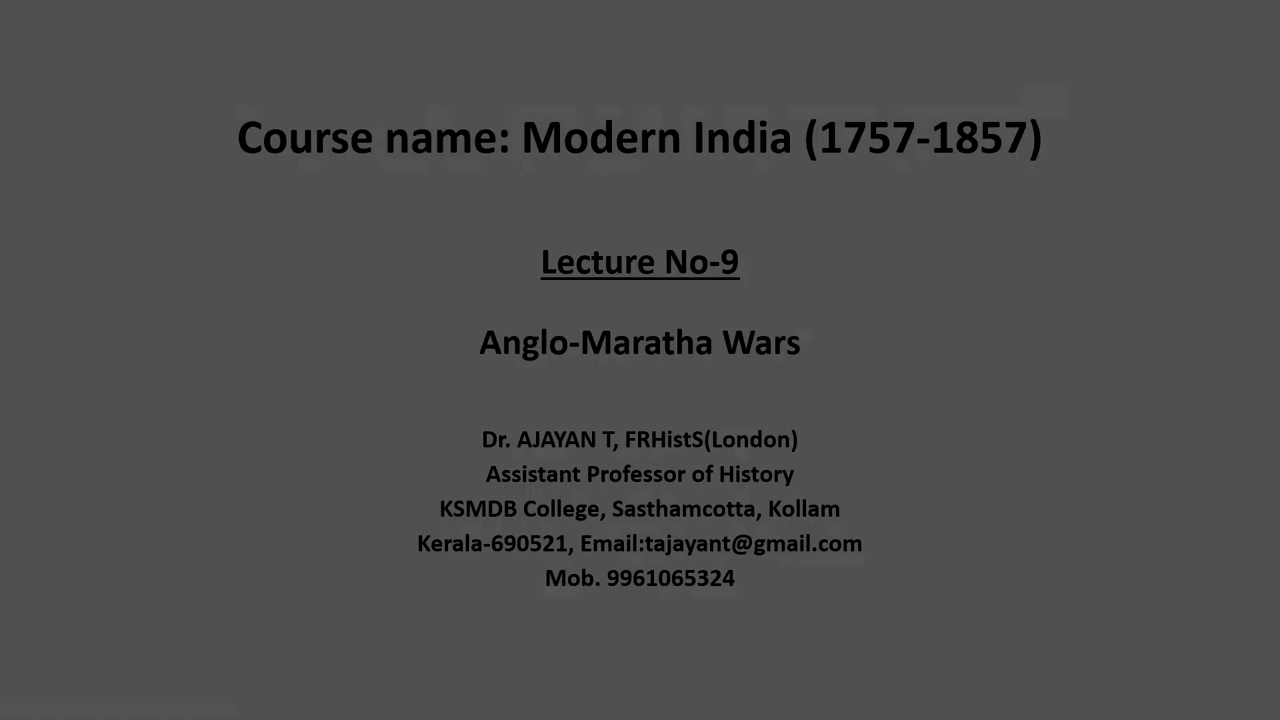 Course name: Modern India (1757-1857)
Lecture No-9
Anglo-Maratha Wars
Dr. AJAYAN T, FRHistS(London)
Assistant Professor of History
KSMDB College, Sasthamcotta, Kollam
Kerala-690521, Email:tajayant@gmail.com
Mob. 9961065324